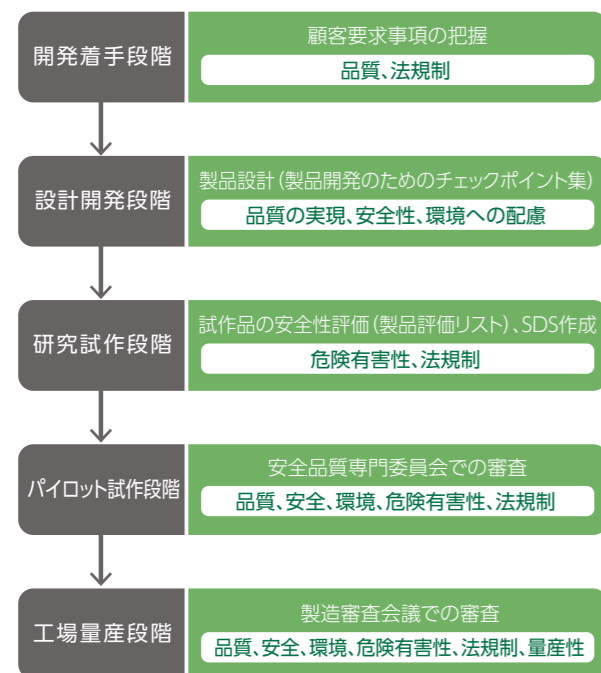 開発着手段階
顧客要求事項の把握
品質、法規制
設計開発段階
製品設計(製品開発のためのチェックポイント集)
品質の実現、安全性、環境への配慮
研究試作段階
試作品の安全性評価(製品評価リスト)、SDS作成
危険有害性、法規制
パイロット試作段階
安全品質専門委員会での審査
品質、安全、環境、危険有害性、法規制
工場量産段階
製造審査会議での審査
品質、安全、環境、危険有害性、法規制、量産性